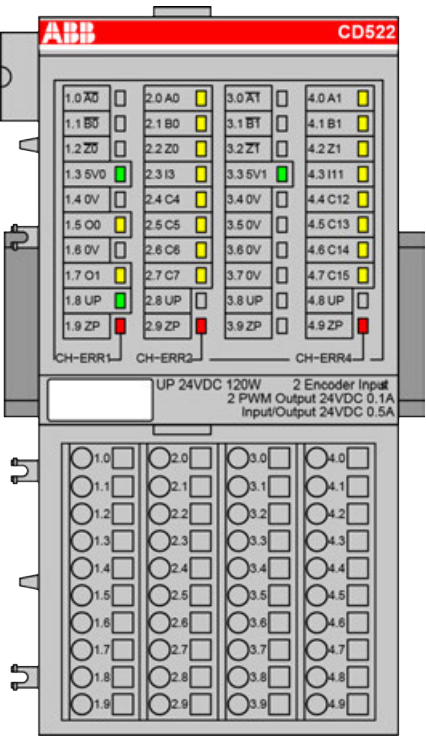 ABB CD522
1.0 A̅0̅ 2.0 A0 3.0 A̅1̅ 4.0 A1
1.1 B̅0̅ 2.1 B0 3.1 B̅1̅ 4.1 B1
1.2 Z̅0̅ 2.2 Z0 3.2 Z̅1̅ 4.2 Z1
1.3 5V0 2.3 I3 3.3 5V1 4.3 I11
1.4 0V 2.4 C4 3.4 0V 4.4 C12
1.5 O0 2.5 C5 3.5 0V 4.5 C13
1.6 0V 2.6 C6 3.6 0V 4.6 C14
1.7 O1 2.7 C7 3.7 0V 4.7 C15
1.8 UP 2.8 UP 3.8 UP 4.8 UP
1.9 ZP 2.9 ZP 3.9 ZP 4.9 ZP
CH-ERR1 CH-ERR2 CH-ERR4
UP 24VDC 120W 2 Encoder Input
2 PWM Output 24VDC 0.1A
Input/Output 24VDC 0.5A
1.0 2.0 3.0 4.0
1.1 2.1 3.1 4.1
1.2 2.2 3.2 4.2
1.3 2.3 3.3 4.3
1.4 2.4 3.4 4.4
1.5 2.5 3.5 4.5
1.6 2.6 3.6 4.6
1.7 2.7 3.7 4.7
1.8 2.8 3.8 4.8
1.9 2.9 3.9 4.9